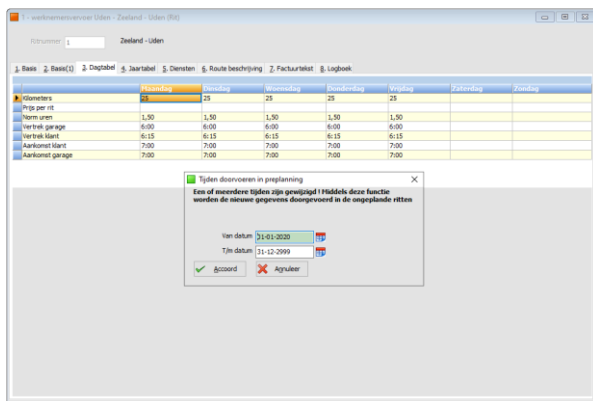 1 - werknemersvervoer Uden - Zeeland - Uden (Rit)
Ritnummer 1 Zeeland - Uden
1. Basis 2. Basis(1) 3. Dagtabel 4. Jaartabel 5. Diensten 6. Route beschrijving 7. Factuurtekst 8. Logboek
Maandag Dinsdag Woensdag Donderdag Vrijdag Zaterdag Zondag
Kilometers 25 25 25 25 25
Prijs per rit
Norm uren 1,50 1,50 1,50 1,50 1,50
Vertrek garage 6:00 6:00 6:00 6:00 6:00
Vertrek klant 6:15 6:15 6:15 6:15 6:15
Aankomst klant 7:00 7:00 7:00 7:00 7:00
Aankomst garage 7:00 7:00 7:00 7:00 7:00
Tijden doorvoeren in preplanning
Een of meerdere tijden zijn gewijzigd ! Middels deze functie
worden de nieuwe gegevens doorgevoerd in de ongeplande ritten
Van datum 01-01-2020
T/m datum 31-12-2999
Accoord Annuleer